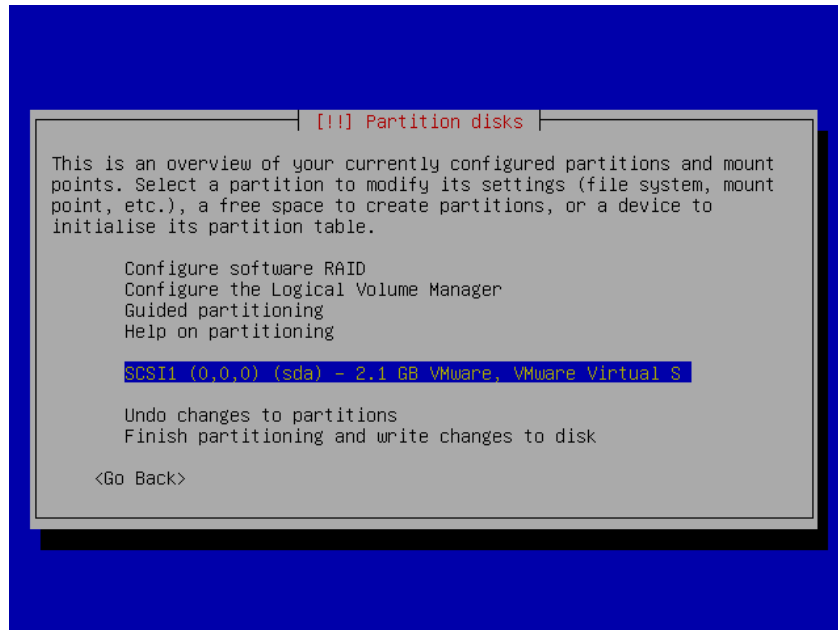 [!!] Partition disks
This is an overview of your currently configured partitions and mount
points. Select a partition to modify its settings (file system, mount
point, etc.), a free space to create partitions, or a device to
initialise its partition table.
Configure software RAID
Configure the Logical Volume Manager
Guided partitioning
Help on partitioning
SCSI1 (0,0,0) (sda) - 2.1 GB VMware, VMware Virtual S
Undo changes to partitions
Finish partitioning and write changes to disk
<Go Back>